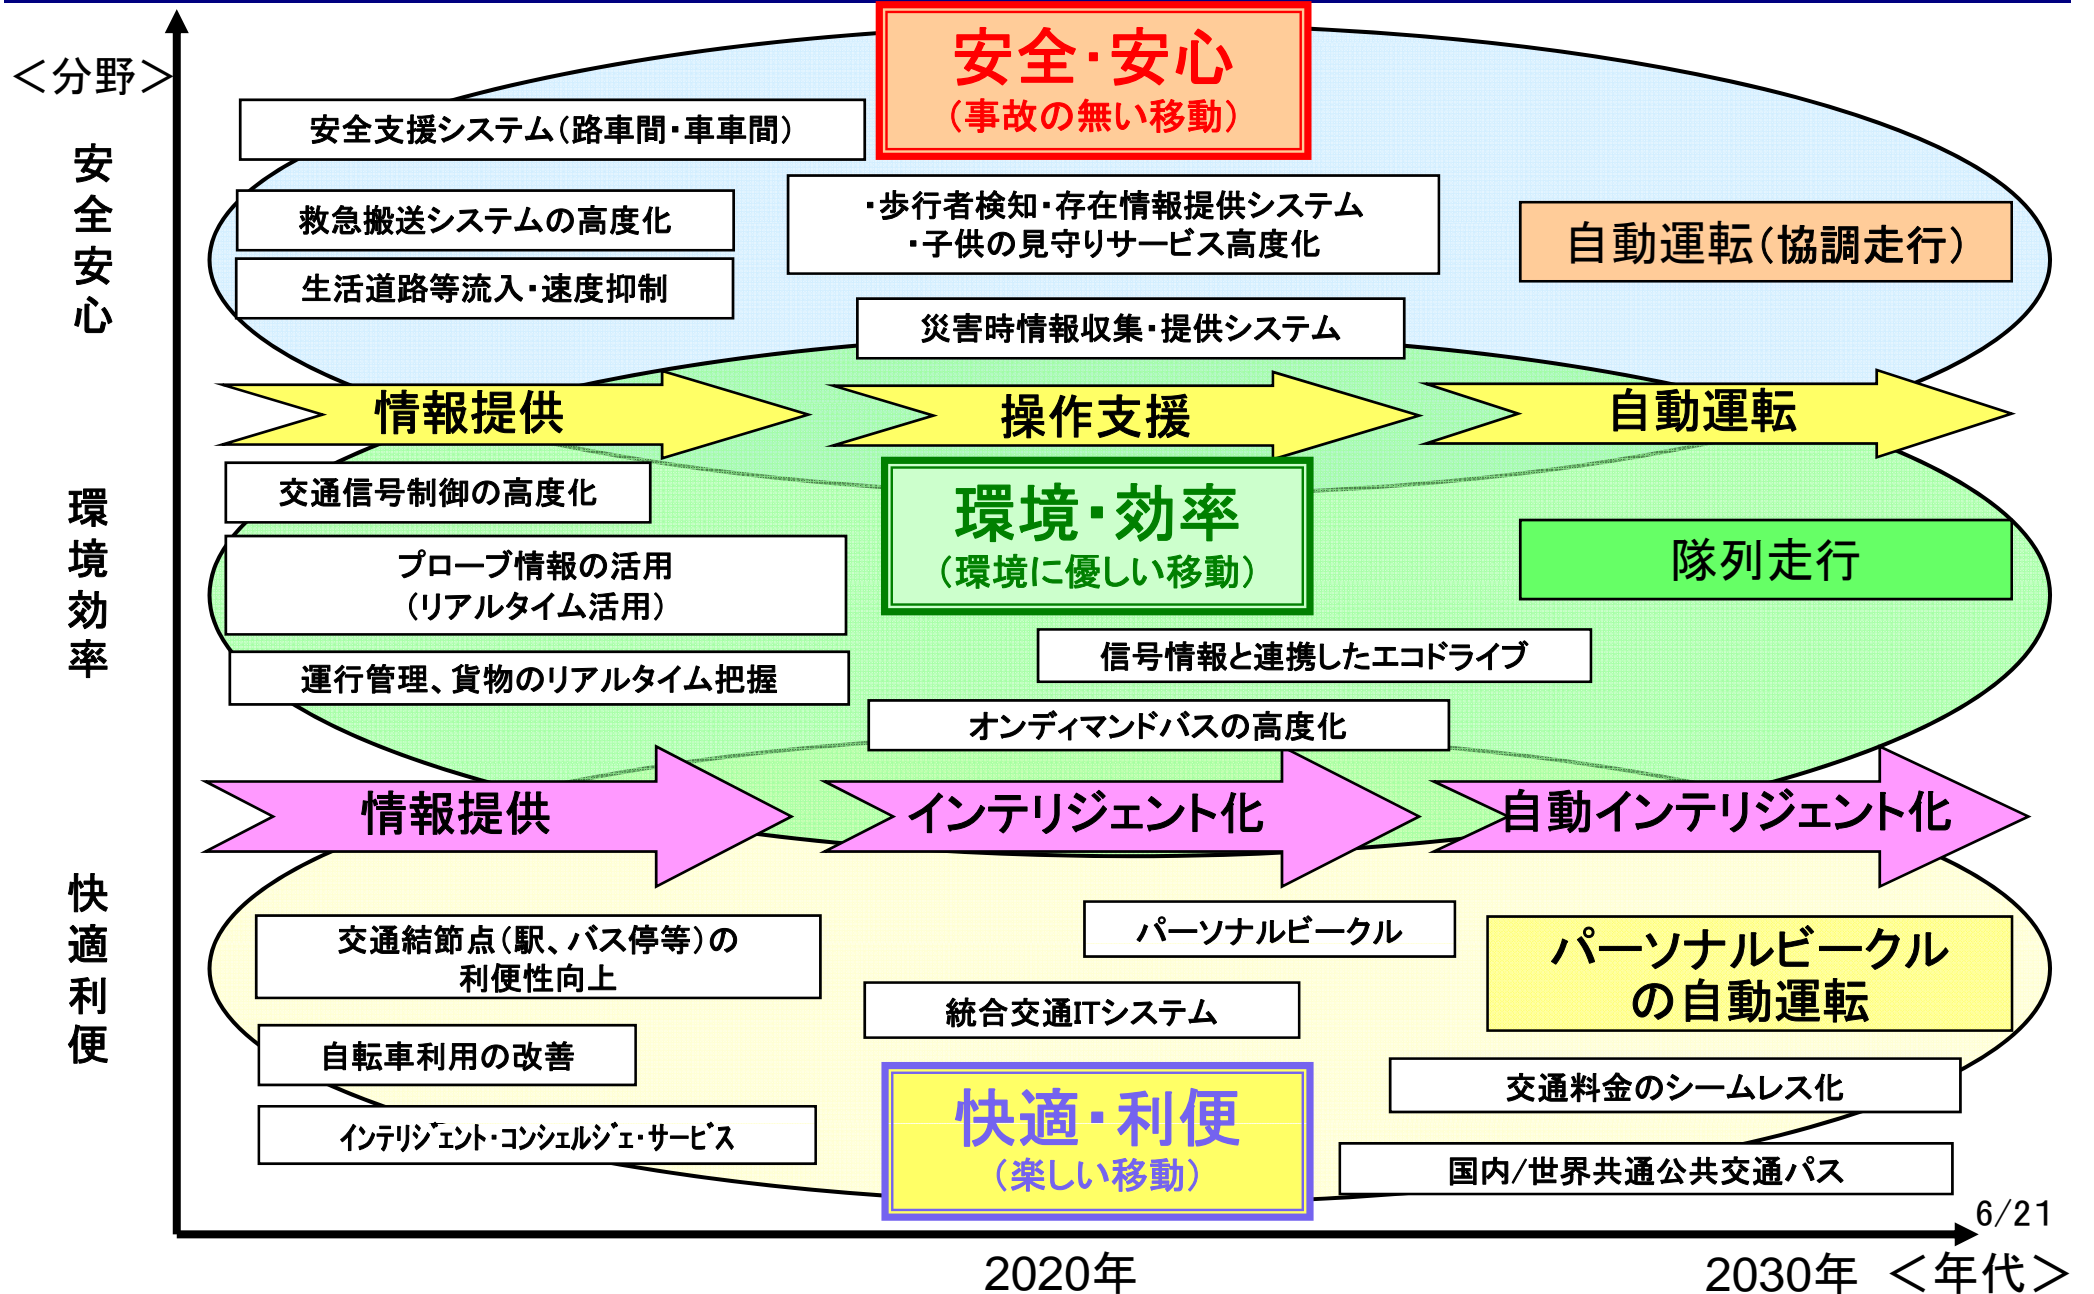 ＜分野＞
安全・安心
（事故の無い移動）
安全支援システム（路車間・車車間）
安全安心
救急搬送システムの高度化
・歩行者検知・存在情報提供システム
・子供の見守りサービス高度化
自動運転（協調走行）
生活道路等流入・速度抑制
災害時情報収集・提供システム
情報提供
操作支援
自動運転
環境効率
交通信号制御の高度化
環境・効率
（環境に優しい移動）
プローブ情報の活用
（リアルタイム活用）
隊列走行
信号情報と連携したエコドライブ
運行管理、貨物のリアルタイム把握
オンディマンドバスの高度化
情報提供
インテリジェント化
自動インテリジェント化
快適利便
交通結節点（駅、バス停等）の
利便性向上
パーソナルビークル
パーソナルビークル
の自動運転
統合交通ITシステム
自転車利用の改善
交通料金のシームレス化
快適・利便
（楽しい移動）
ｲﾝﾃﾘｼﾞｪﾝﾄ･ｺﾝｼｪﾙｼﾞｪ･ｻｰﾋﾞｽ
国内/世界共通公共交通パス
6/21
2020年
2030年
＜年代＞